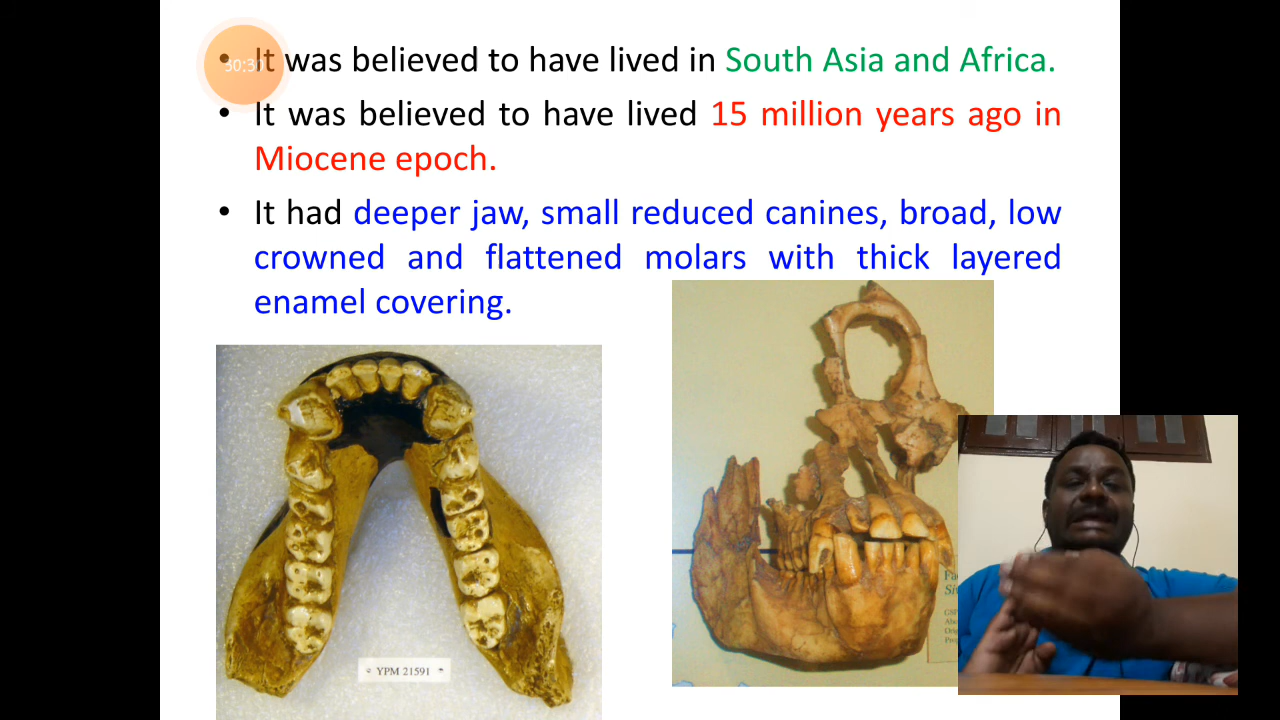 • It was believed to have lived in South Asia and Africa.
30:30
• It was believed to have lived 15 million years ago in
Miocene epoch.
• It had deeper jaw, small reduced canines, broad, low
crowned and flattened molars with thick layered
enamel covering.
YPM 21591